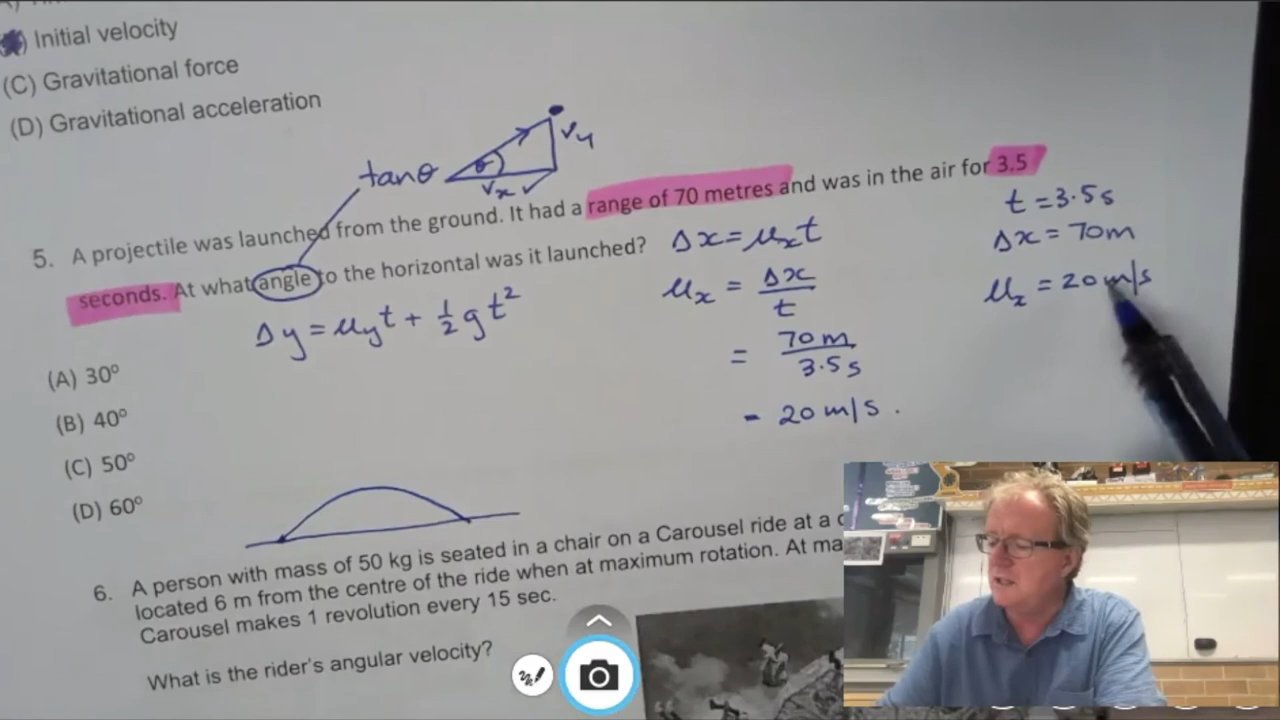 Initial velocity
(C) Gravitational force
(D) Gravitational acceleration
tanθ
θ
vy
vx ✓
5. A projectile was launched from the ground. It had a range of 70 metres and was in the air for 3.5
seconds. At what angle to the horizontal was it launched?
Δy = uyt + ½gt²
(A) 30°
(B) 40°
(C) 50°
(D) 60°
Δx = uxt
ux = Δx/t
= 70m/3.5s
= 20 m/s.
t = 3.5s
Δx = 70m
ux = 20 m/s
6. A person with mass of 50 kg is seated in a chair on a Carousel ride at a
located 6 m from the centre of the ride when at maximum rotation. At
Carousel makes 1 revolution every 15 sec.
What is the rider's angular velocity?